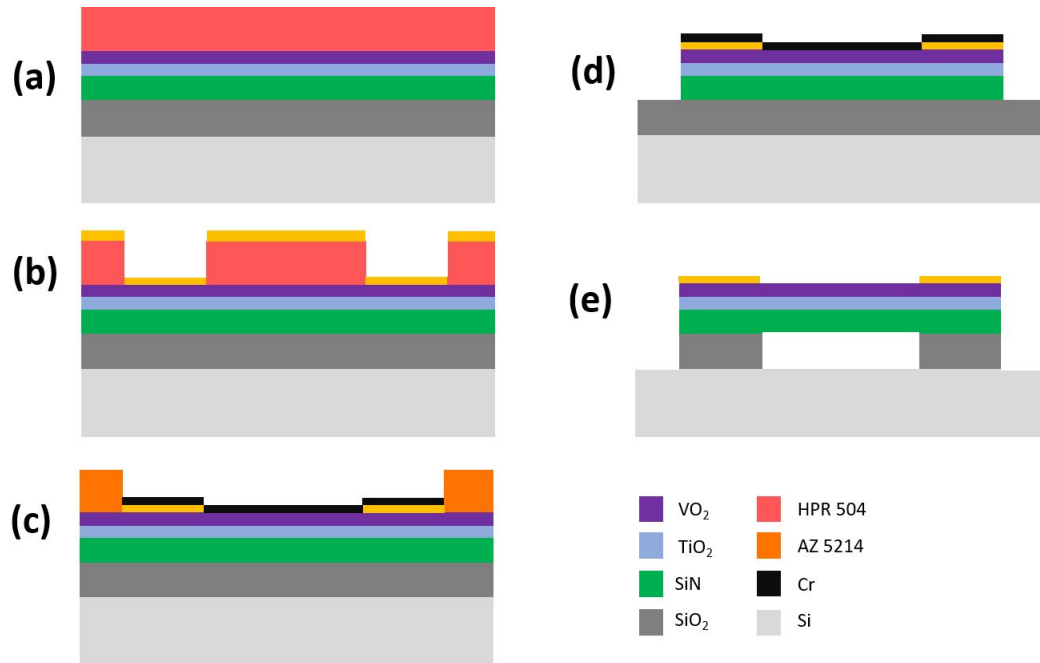 (a)
(b)
(c)
(d)
(e)
VO₂
HPR 504
TiO₂
AZ 5214
SiN
Cr
SiO₂
Si